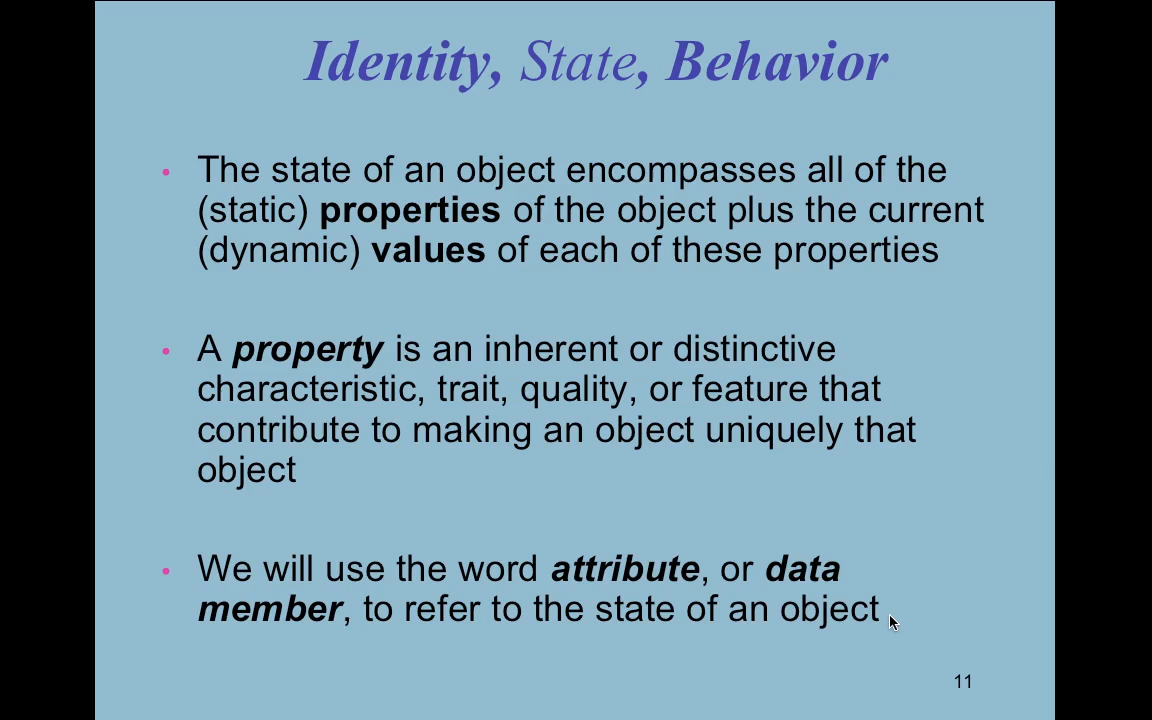 Identity, State, Behavior
• The state of an object encompasses all of the
(static) properties of the object plus the current
(dynamic) values of each of these properties
• A property is an inherent or distinctive
characteristic, trait, quality, or feature that
contribute to making an object uniquely that
object
• We will use the word attribute, or data
member, to refer to the state of an object
11